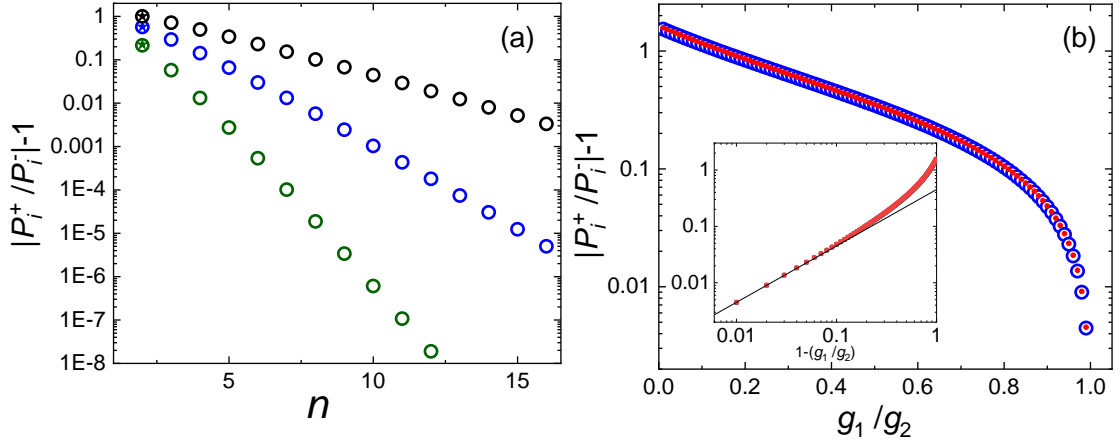 (a)
|P_i^+/P_i^-|-1
1
0.1
0.01
0.001
1E-4
1E-5
1E-6
1E-7
1E-8
5 10 15
n
(b)
|P_i^+/P_i^-|-1
1
0.1
0.01
0.0 0.2 0.4 0.6 0.8 1.0
g_1/g_2
1
0.1
0.01
0.01 0.1 1
1-(g_1/g_2)